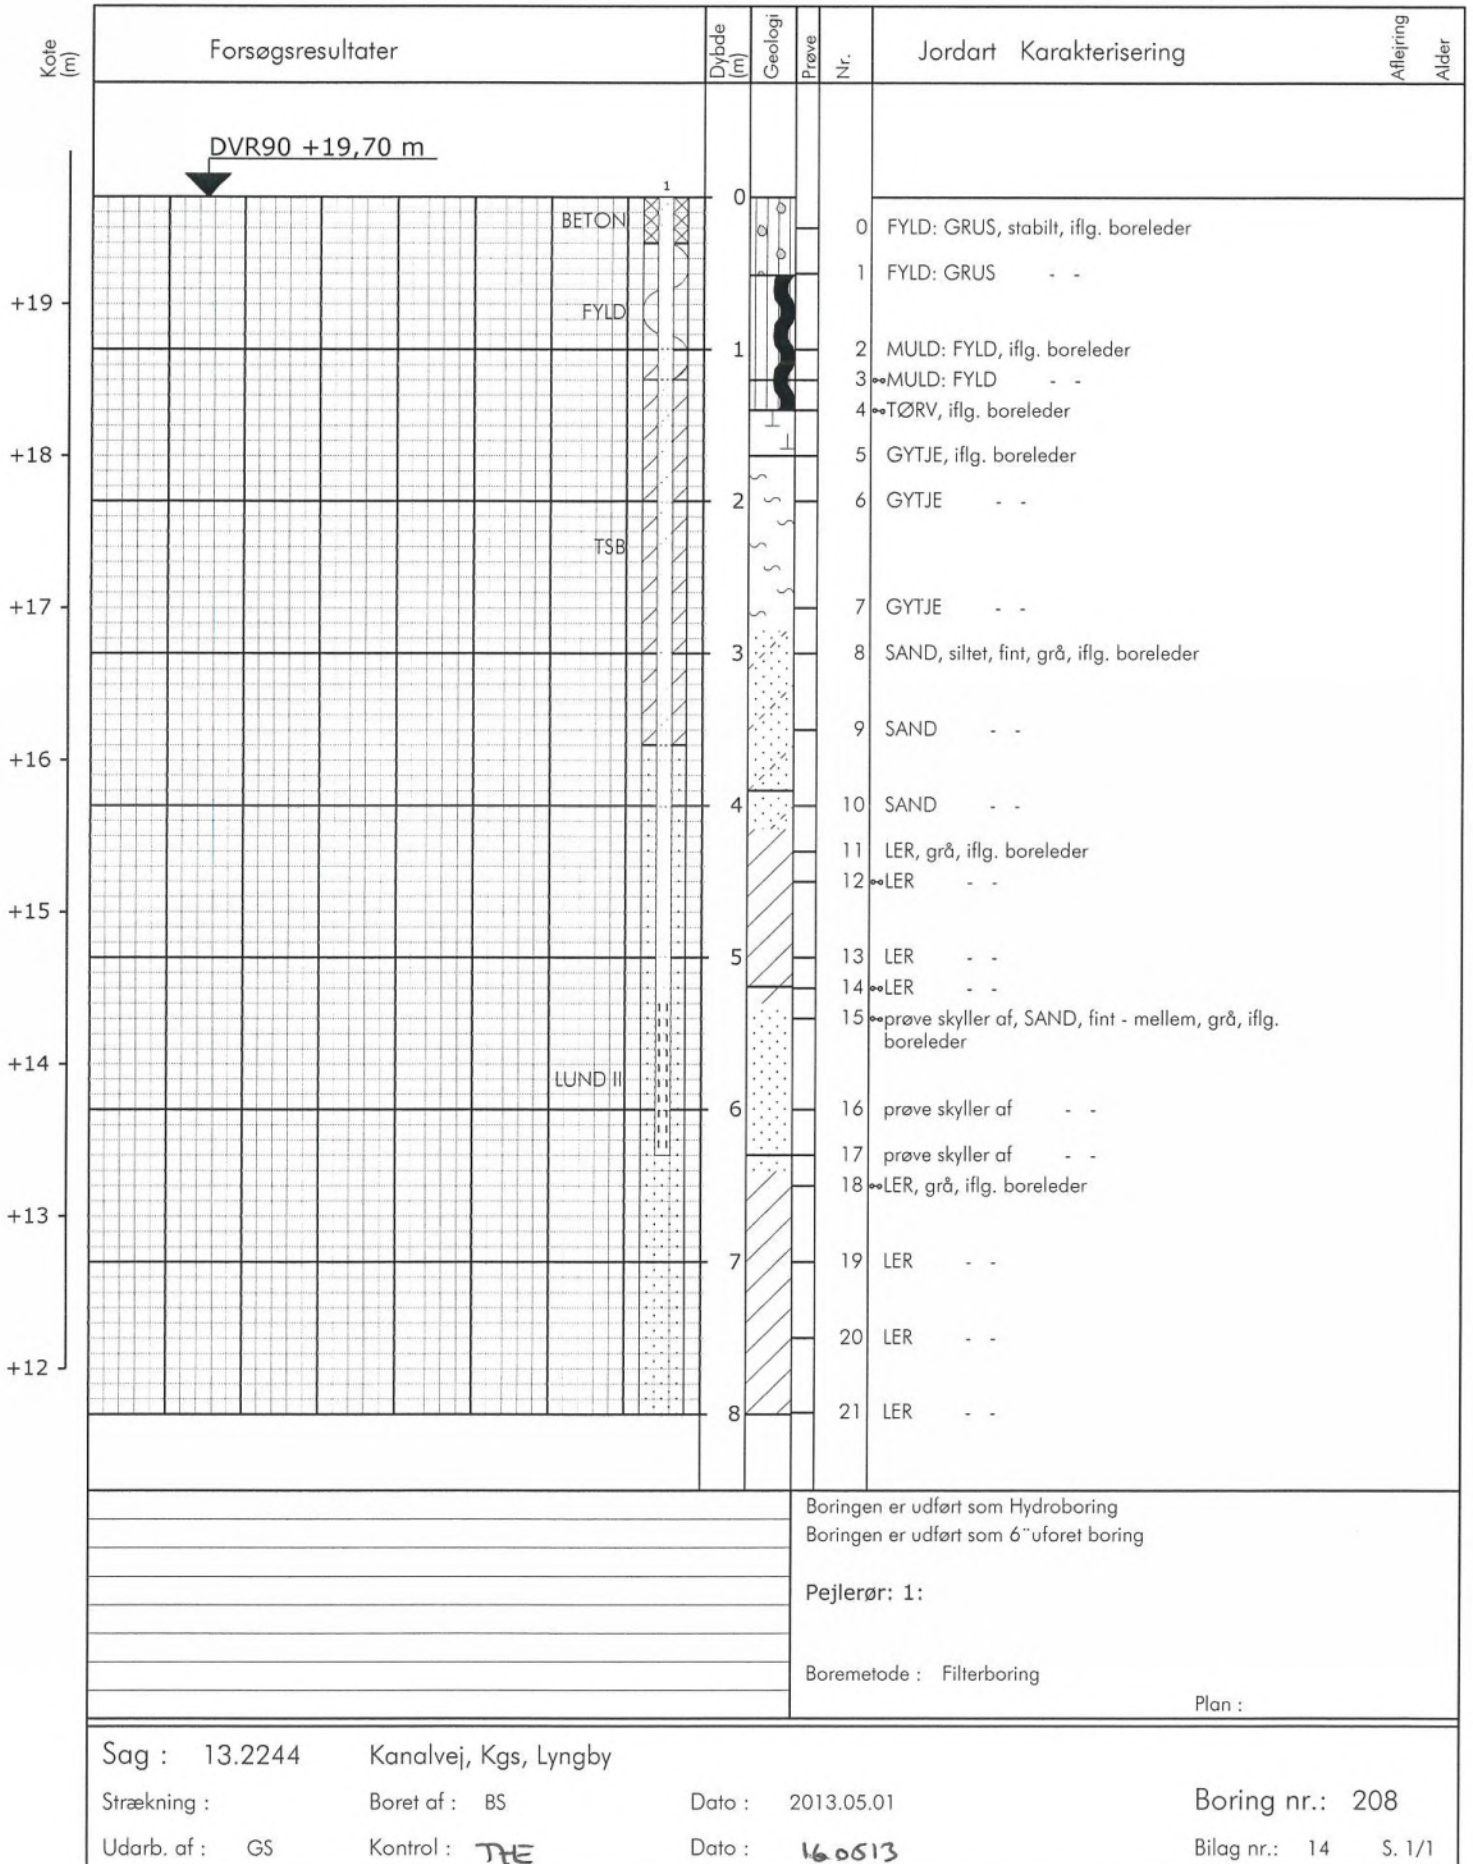 Kote (m)
Forsøgsresultater
Dybde (m)
Geologi
Prøve
Nr.
Jordart Karakterisering
Aflejring
Alder
DVR90 +19,70 m
1
0
BETON
0 FYLD: GRUS, stabilt, iflg. boreleder
1 FYLD: GRUS - -
+19
FYLD
1
2 MULD: FYLD, iflg. boreleder
3 MULD: FYLD - -
4 TØRV, iflg. boreleder
+18
5 GYTJE, iflg. boreleder
2
6 GYTJE - -
TSB
+17
7 GYTJE - -
3
8 SAND, siltet, fint, grå, iflg. boreleder
9 SAND - -
+16
4
10 SAND - -
11 LER, grå, iflg. boreleder
12 LER - -
+15
5
13 LER - -
14 LER - -
15 prøve skyller af, SAND, fint - mellem, grå, iflg.
boreleder
+14
LUND II
6
16 prøve skyller af - -
17 prøve skyller af - -
18 LER, grå, iflg. boreleder
+13
7
19 LER - -
20 LER - -
+12
8
21 LER - -
Boringen er udført som Hydroboring
Boringen er udført som 6¨uforet boring
Pejlerør: 1:
Boremetode : Filterboring
Plan :
Sag : 13.2244 Kanalvej, Kgs, Lyngby
Strækning : Boret af : BS Dato : 2013.05.01 Boring nr.: 208
Udarb. af : GS Kontrol : Dato : 160513 Bilag nr.: 14 S. 1/1